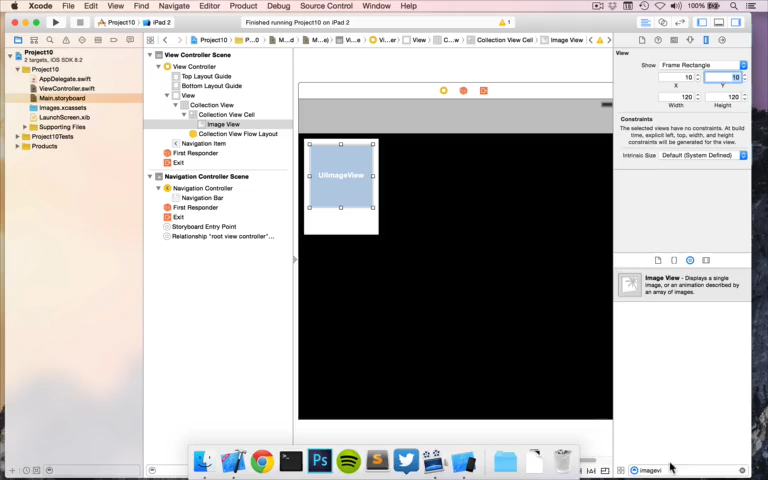 Xcode File Edit View Find Navigate Editor Product Debug Source Control Window Help 100%
Project10 iPad 2 Finished running Project10 on iPad 2 1
Project10 P...0 M...d M...e) Vi...e Vi...er View C...w Collection View Cell Image View
Project10
2 targets, iOS SDK 8.2
Project10
AppDelegate.swift
ViewController.swift
Main.storyboard
Images.xcassets
LaunchScreen.xib
Supporting Files
Project10Tests
Products
View Controller Scene
View Controller
Top Layout Guide
Bottom Layout Guide
View
Collection View
Collection View Cell
Image View
Collection View Flow Layout
Navigation Item
First Responder
Exit
Navigation Controller Scene
Navigation Controller
Navigation Bar
First Responder
Exit
Storyboard Entry Point
Relationship "root view controller"...
UIImageView
View
Show Frame Rectangle
10 10
X Y
120 120
Width Height
Constraints
The selected views have no constraints. At build
time, explicit left, top, width, and height
constraints will be generated for the view.
Intrinsic Size Default (System Defined)
Image View - Displays a single
image, or an animation described by
an array of images.
Ps
imagevi